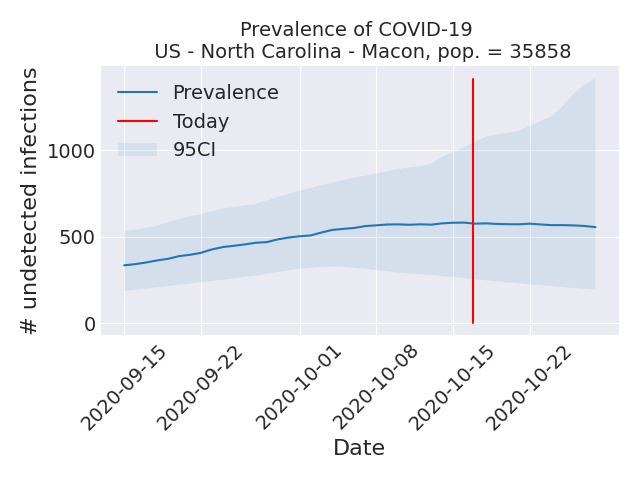 Prevalence of COVID-19
US - North Carolina - Macon, pop. = 35858
# undetected infections
Prevalence
Today
95CI
1000
500
0
2020-09-15
2020-09-22
2020-10-01
2020-10-08
2020-10-15
2020-10-22
Date